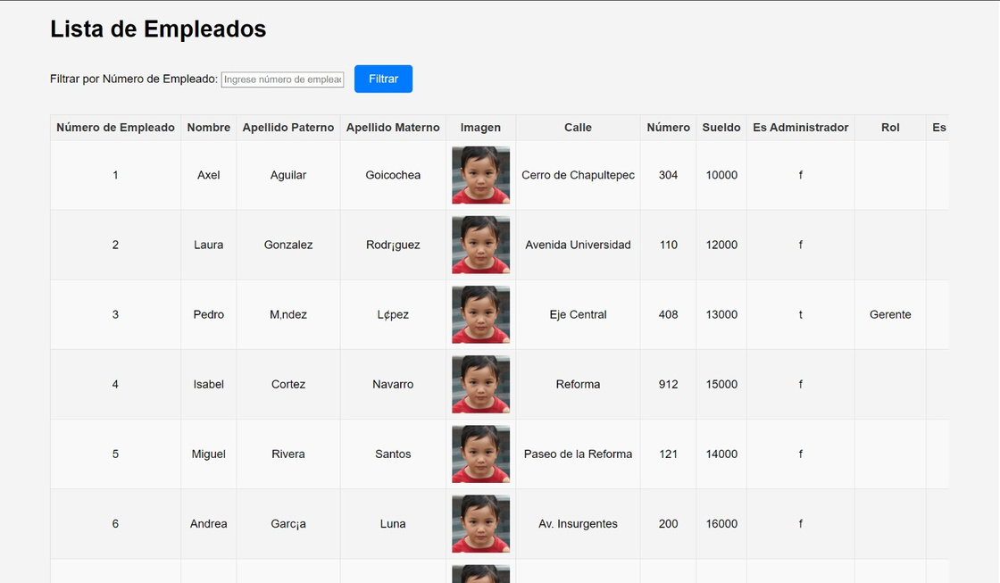 Lista de Empleados
Filtrar por Número de Empleado: Ingrese número de emplead Filtrar
Número de Empleado Nombre Apellido Paterno Apellido Materno Imagen Calle Número Sueldo Es Administrador Rol Es
1 Axel Aguilar Goicochea Cerro de Chapultepec 304 10000 f
2 Laura Gonzalez Rodr¡guez Avenida Universidad 110 12000 f
3 Pedro M‚ndez L¢pez Eje Central 408 13000 t Gerente
4 Isabel Cortez Navarro Reforma 912 15000 f
5 Miguel Rivera Santos Paseo de la Reforma 121 14000 f
6 Andrea Garc¡a Luna Av. Insurgentes 200 16000 f